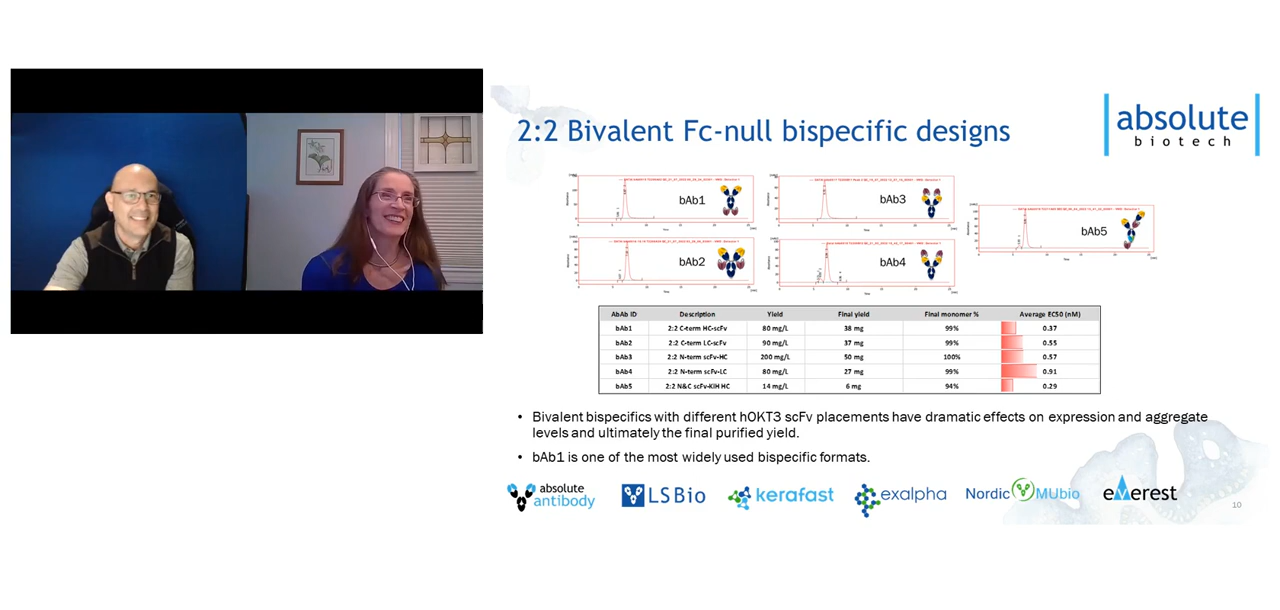 2:2 Bivalent Fc-null bispecific designs
absolute
biotech
bAb1
bAb3
bAb5
bAb2
bAb4
AbAb ID Description Yield Final yield Final monomer % Average EC50 (nM)
bAb1 2:2 C-term HC-scFv 80 mg/L 38 mg 99% 0.37
bAb2 2:2 C-term LC-scFv 90 mg/L 37 mg 99% 0.55
bAb3 2:2 N-term scFv-HC 200 mg/L 50 mg 100% 0.57
bAb4 2:2 N-term scFv-LC 80 mg/L 27 mg 99% 0.91
bAb5 2:2 N&C scFv-KiH HC 14 mg/L 6 mg 94% 0.29
• Bivalent bispecifics with different hOKT3 scFv placements have dramatic effects on expression and aggregate
levels and ultimately the final purified yield.
• bAb1 is one of the most widely used bispecific formats.
absolute
antibody
LSBio
kerafast
exalpha
Nordic MUbio
everest
10